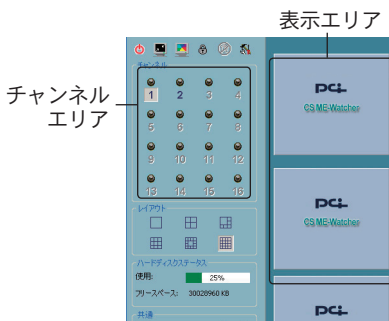 表示エリア
チャンネル
エリア
チャンネル
1 2 3 4
5 6 7 8
9 10 11 12
13 14 15 16
レイアウト
ハードディスクステータス
使用: 25%
フリースペース: 30028960 KB
共通
pci
CS ME-Watcher
pci
CS ME-Watcher
pci